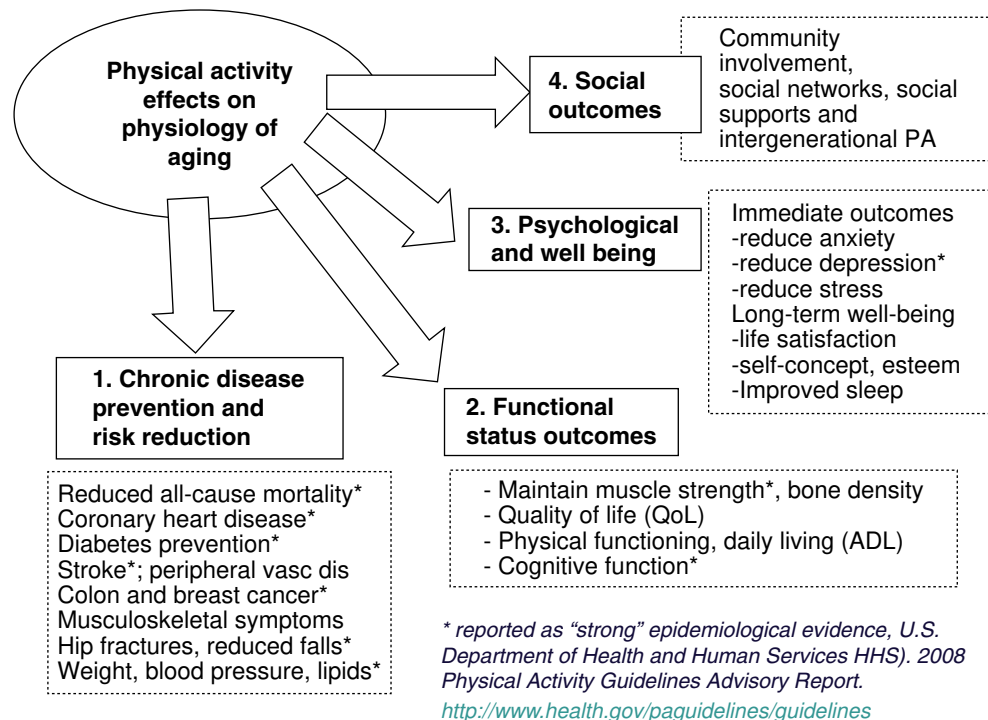 Physical activity
effects on
physiology of
aging
4. Social
outcomes
Community
involvement,
social networks, social
supports and
intergenerational PA
3. Psychological
and well being
Immediate outcomes
-reduce anxiety
-reduce depression*
-reduce stress
Long-term well-being
-life satisfaction
-self-concept, esteem
-Improved sleep
1. Chronic disease
prevention and
risk reduction
2. Functional
status outcomes
Reduced all-cause mortality*
Coronary heart disease*
Diabetes prevention*
Stroke*; peripheral vasc dis
Colon and breast cancer*
Musculoskeletal symptoms
Hip fractures, reduced falls*
Weight, blood pressure, lipids*
- Maintain muscle strength*, bone density
- Quality of life (QoL)
- Physical functioning, daily living (ADL)
- Cognitive function*
* reported as “strong” epidemiological evidence, U.S.
Department of Health and Human Services HHS). 2008
Physical Activity Guidelines Advisory Report.
http://www.health.gov/paguidelines/guidelines